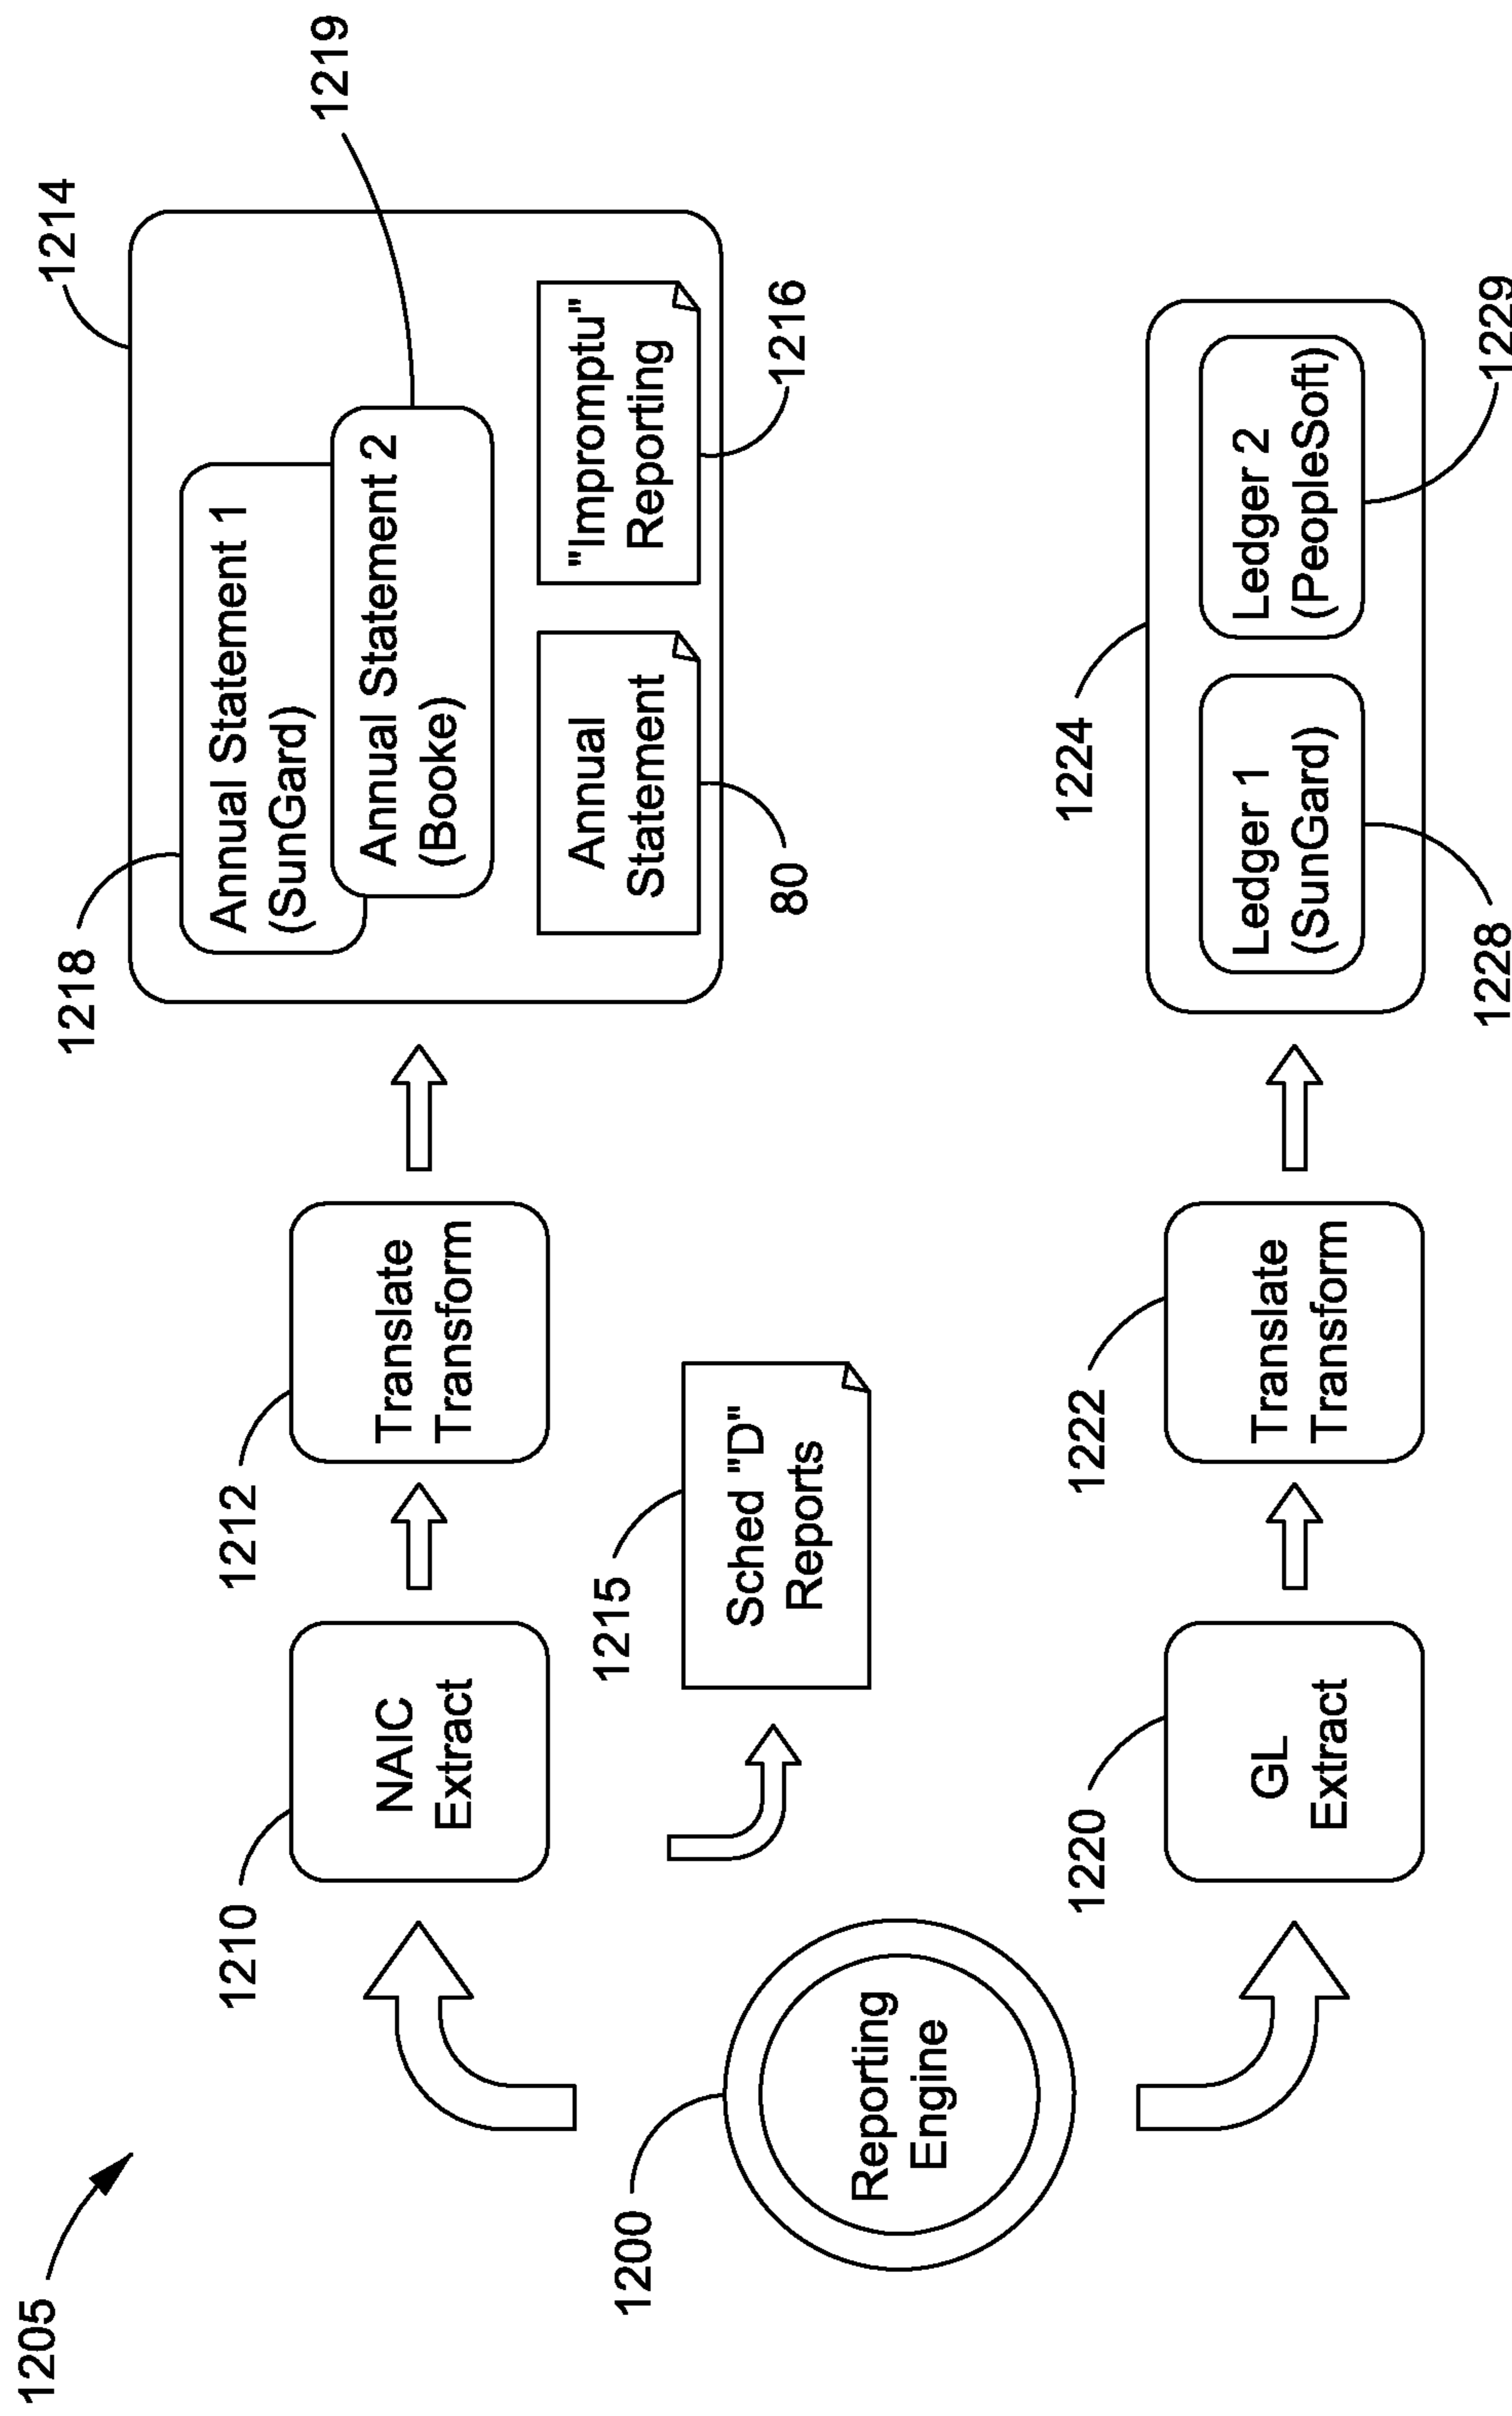 1205
1214
1219
1218
Annual Statement 1
(SunGard)
Annual Statement 2
(Booke)
1210
NAIC
Extract
1212
Translate
Transform
Annual
Statement
"Impromptu"
Reporting
80
1216
1215
Sched "D"
Reports
1200
Reporting
Engine
1220
GL
Extract
1222
Translate
Transform
1224
Ledger 1
(SunGard)
Ledger 2
(PeopleSoft)
1228
1229